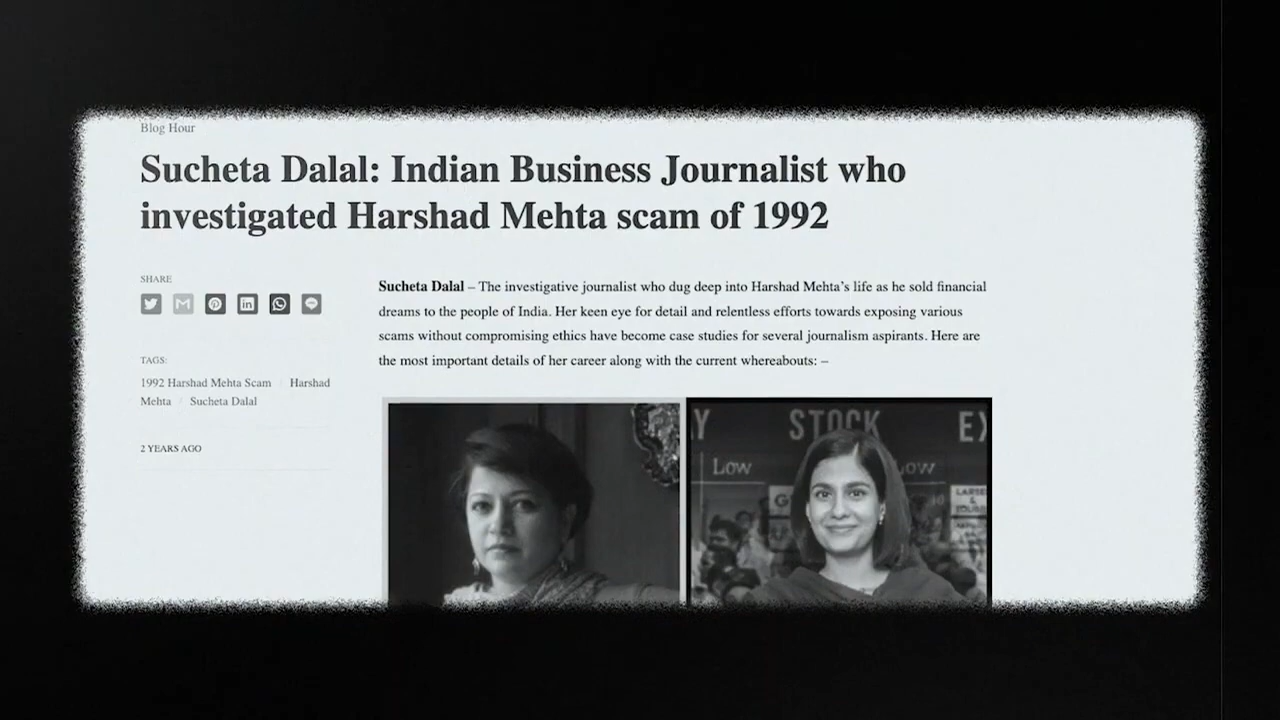 Blog Hour
Sucheta Dalal: Indian Business Journalist who
investigated Harshad Mehta scam of 1992
SHARE
Sucheta Dalal – The investigative journalist who dug deep into Harshad Mehta’s life as he sold financial
dreams to the people of India. Her keen eye for detail and relentless efforts towards exposing various
scams without compromising ethics have become case studies for several journalism aspirants. Here are
the most important details of her career along with the current whereabouts: –
TAGS:
1992 Harshad Mehta Scam / Harshad
Mehta / Sucheta Dalal
2 YEARS AGO
STOCK
Low